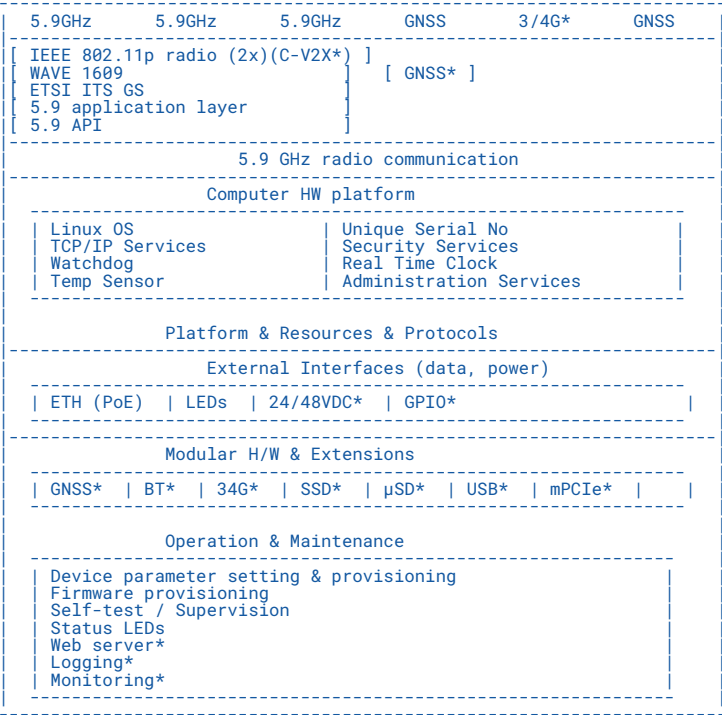 5.9GHz 5.9GHz 5.9GHz GNSS 3/4G* GNSS
[ IEEE 802.11p radio (2x)(C-V2X*) ]
[ WAVE 1609 ] [ GNSS* ]
[ ETSI ITS GS ]
[ 5.9 application layer ]
[ 5.9 API ]
5.9 GHz radio communication
Computer HW platform
| Linux OS | Unique Serial No |
| TCP/IP Services | Security Services |
| Watchdog | Real Time Clock |
| Temp Sensor | Administration Services |
Platform & Resources & Protocols
External Interfaces (data, power)
| ETH (PoE) | LEDs | 24/48VDC* | GPIO* |
Modular H/W & Extensions
| GNSS* | BT* | 34G* | SSD* | µSD* | USB* | mPCIe* | |
Operation & Maintenance
| Device parameter setting & provisioning |
| Firmware provisioning |
| Self-test / Supervision |
| Status LEDs |
| Web server* |
| Logging* |
| Monitoring* |